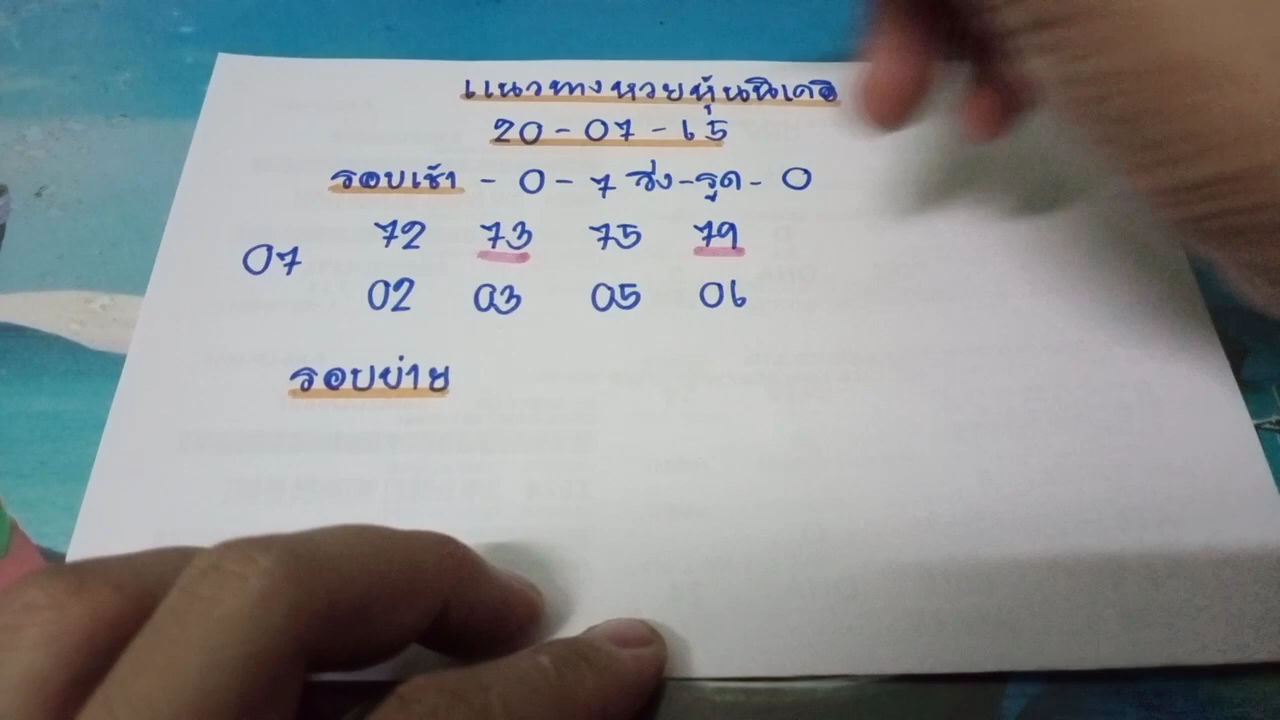 แนวทางหวยหุ้นนิเคอิ
20-07-65
รอบเช้า - 0 - 7 วิ่ง - รูด - 0
72 73 75 79
07
02 03 05 06
รอบบ่าย